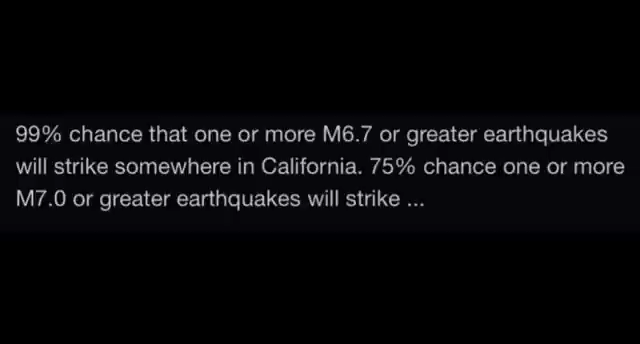 99% chance that one or more M6.7 or greater earthquakes
will strike somewhere in California. 75% chance one or more
M7.0 or greater earthquakes will strike ...